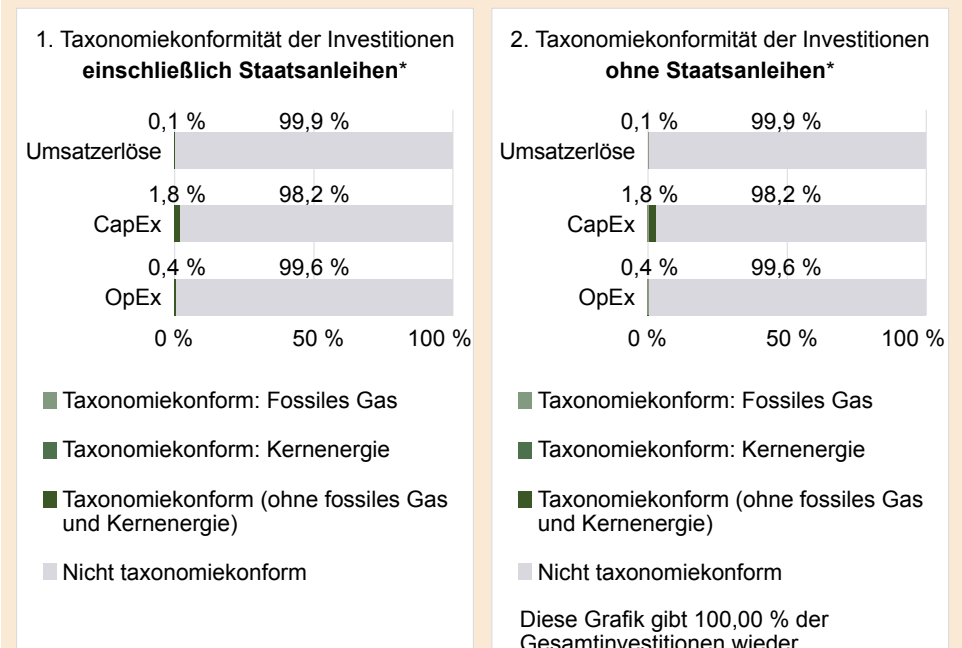 1. Taxonomiekonformität der Investitionen
einschließlich Staatsanleihen*
0,1 % 99,9 %
Umsatzerlöse
1,8 % 98,2 %
CapEx
0,4 % 99,6 %
OpEx
0 % 50 % 100 %
Taxonomiekonform: Fossiles Gas
Taxonomiekonform: Kernenergie
Taxonomiekonform (ohne fossiles Gas
und Kernenergie)
Nicht taxonomiekonform
2. Taxonomiekonformität der Investitionen
ohne Staatsanleihen*
0,1 % 99,9 %
Umsatzerlöse
1,8 % 98,2 %
CapEx
0,4 % 99,6 %
OpEx
0 % 50 % 100 %
Taxonomiekonform: Fossiles Gas
Taxonomiekonform: Kernenergie
Taxonomiekonform (ohne fossiles Gas
und Kernenergie)
Nicht taxonomiekonform
Diese Grafik gibt 100,00 % der
Gesamtinvestitionen wieder